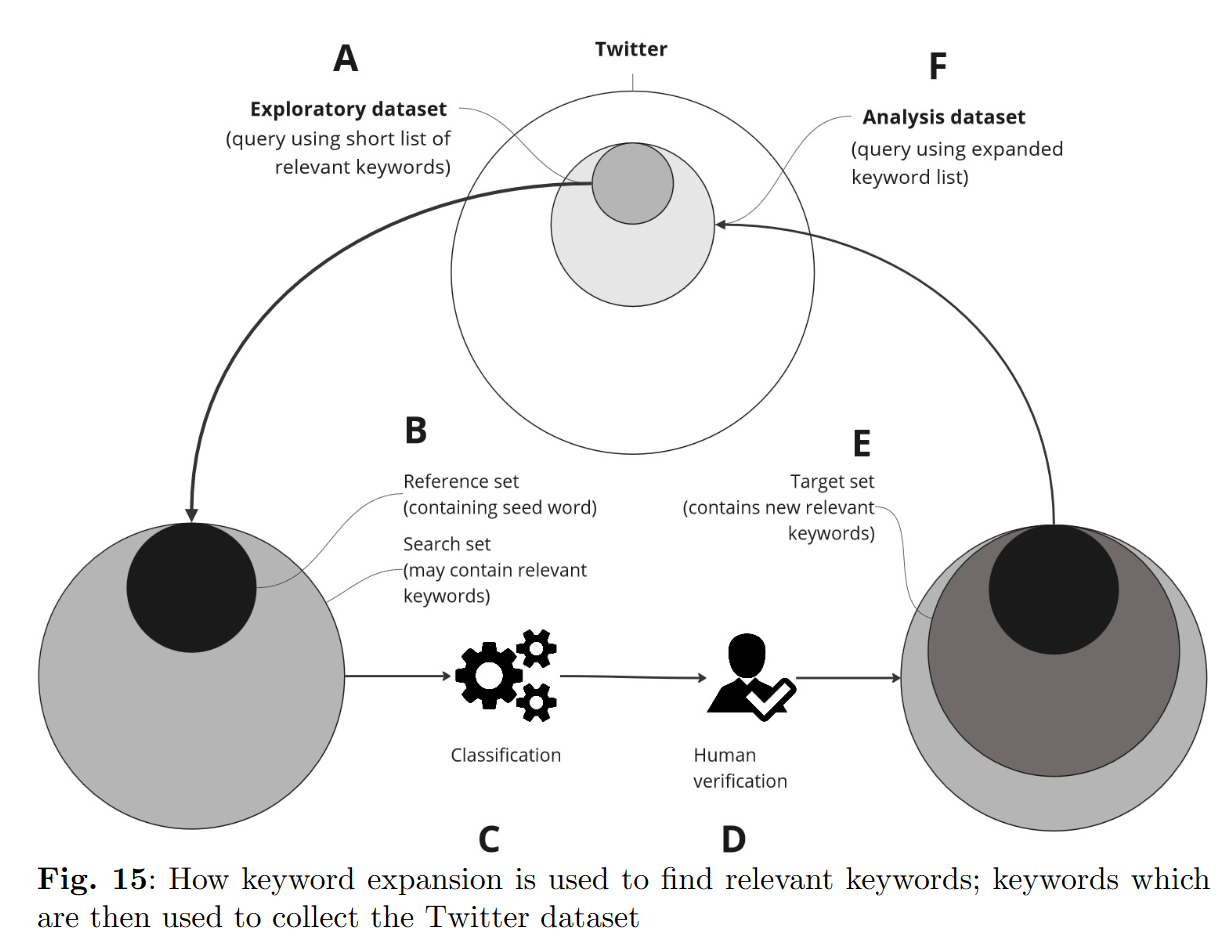 Twitter
A
Exploratory dataset
(query using short list of
relevant keywords)
F
Analysis dataset
(query using expanded
keyword list)
B
Reference set
(containing seed word)
Search set
(may contain relevant
keywords)
E
Target set
(contains new relevant
keywords)
Classification
Human
verification
C
D
Fig. 15: How keyword expansion is used to find relevant keywords; keywords which
are then used to collect the Twitter dataset